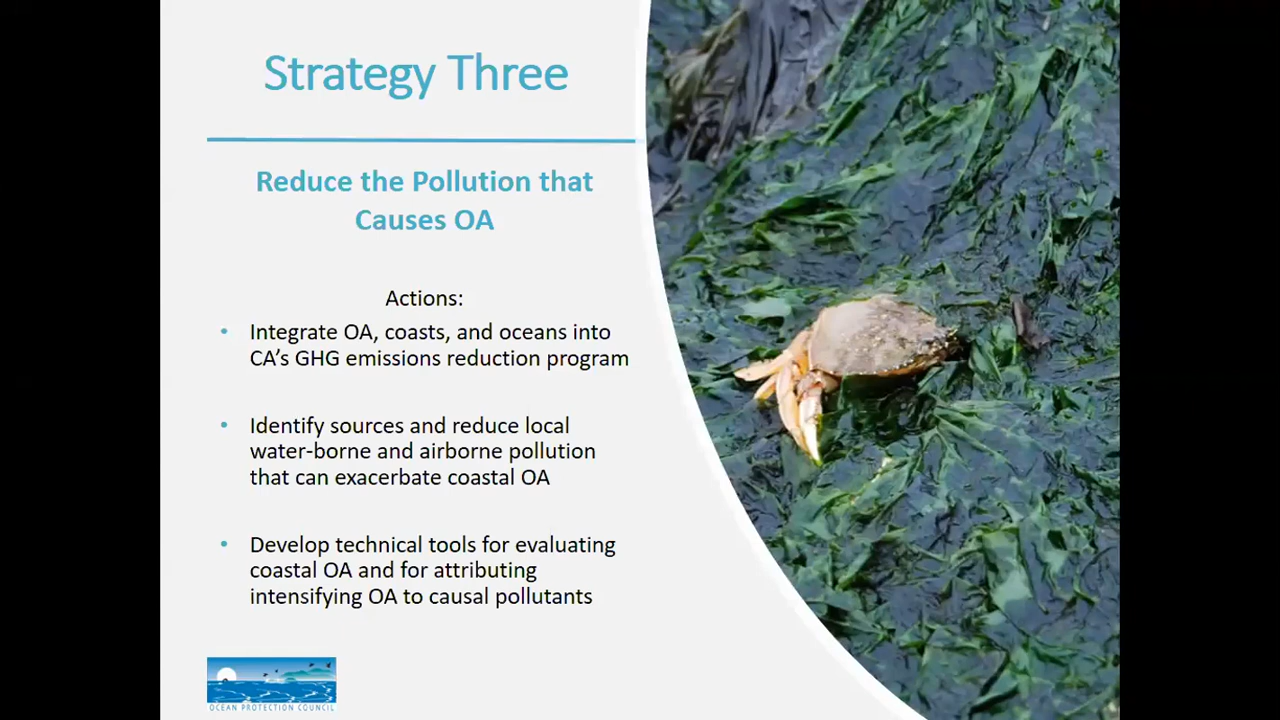 Strategy Three
Reduce the Pollution that
Causes OA
Actions:
• Integrate OA, coasts, and oceans into
CA’s GHG emissions reduction program
• Identify sources and reduce local
water-borne and airborne pollution
that can exacerbate coastal OA
• Develop technical tools for evaluating
coastal OA and for attributing
intensifying OA to causal pollutants
OCEAN PROTECTION COUNCIL